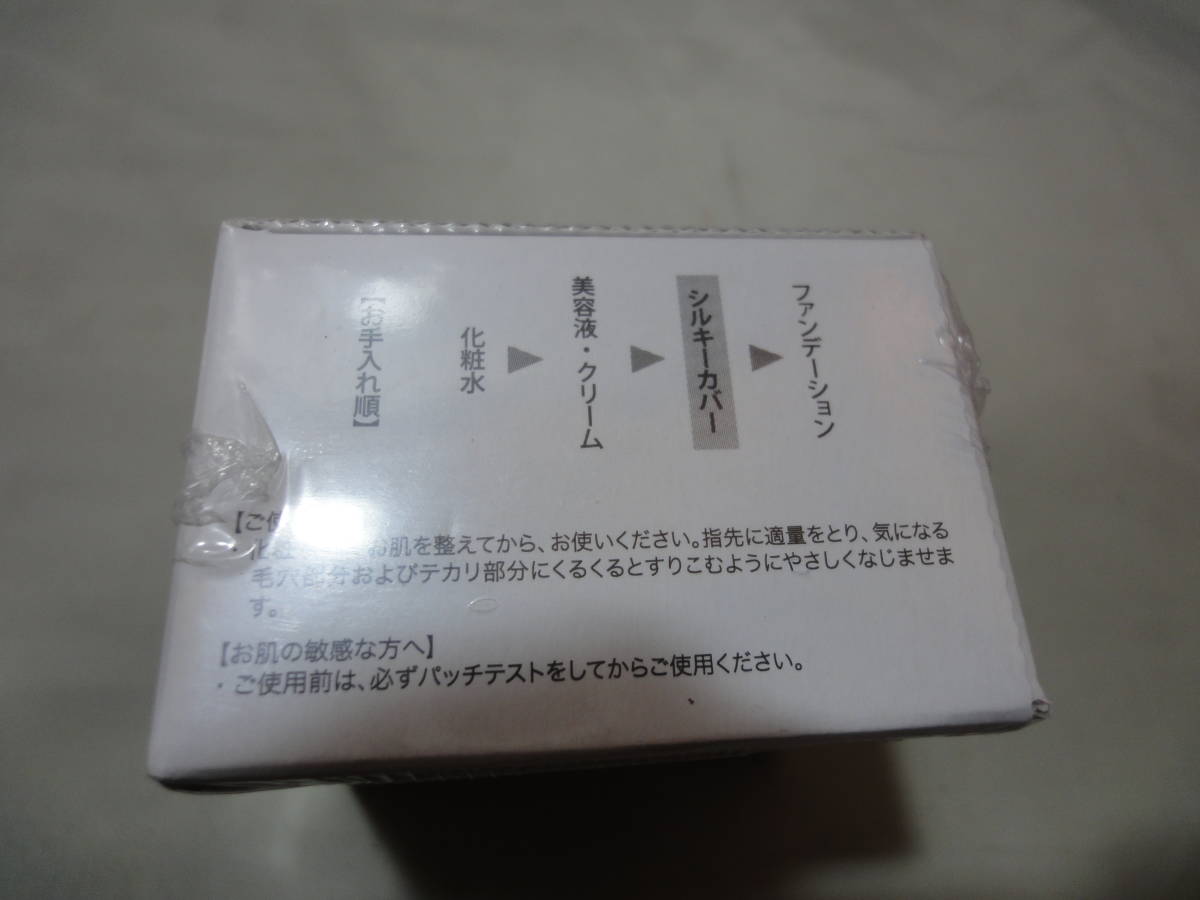 【お手入れ順】
化粧水
▶
美容液・クリーム
▶
シルキーカバー
▶
ファンデーション
【ご使
・化粧 お肌を整えてから、お使いください。指先に適量をとり、気になる
毛穴部分およびテカリ部分にくるくるとすりこむようにやさしくなじませま
す。
【お肌の敏感な方へ】
・ご使用前は、必ずパッチテストをしてからご使用ください。